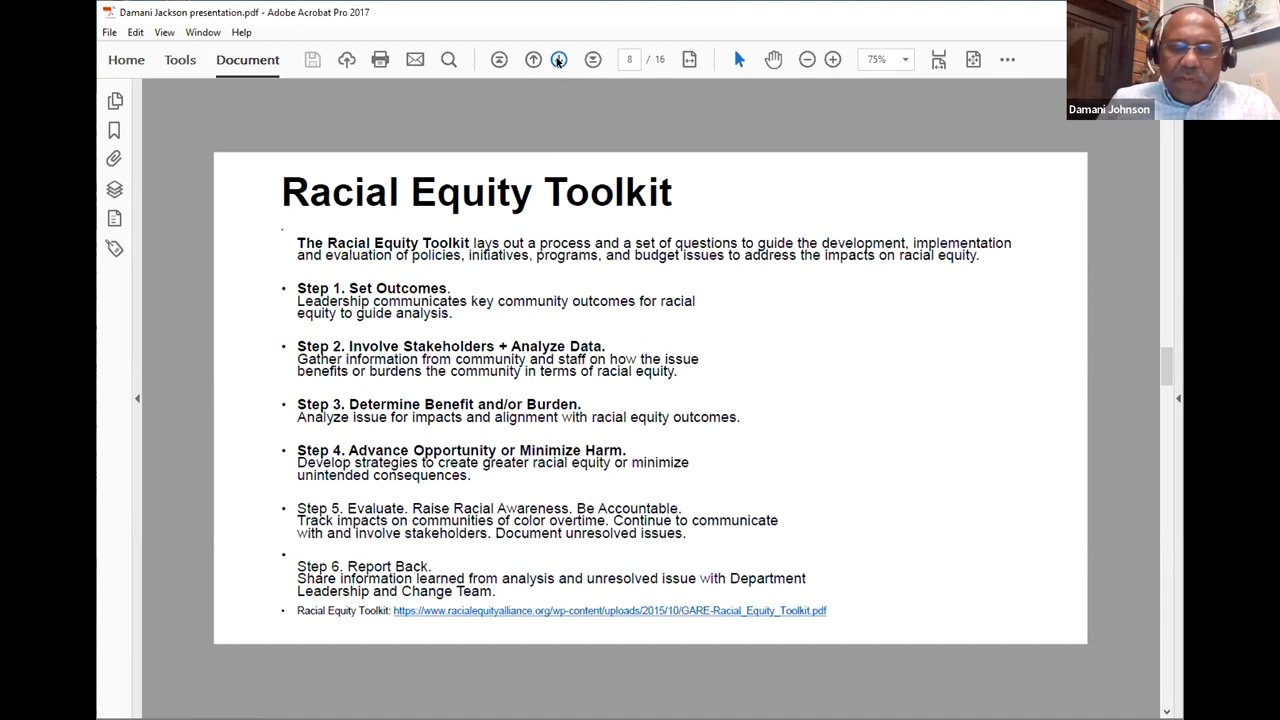 Damani Jackson presentation.pdf - Adobe Acrobat Pro 2017
File Edit View Window Help
Home Tools Document 8 / 16 75%
Damani Johnson
Racial Equity Toolkit
The Racial Equity Toolkit lays out a process and a set of questions to guide the development, implementation
and evaluation of policies, initiatives, programs, and budget issues to address the impacts on racial equity.
• Step 1. Set Outcomes.
Leadership communicates key community outcomes for racial
equity to guide analysis.
• Step 2. Involve Stakeholders + Analyze Data.
Gather information from community and staff on how the issue
benefits or burdens the community in terms of racial equity.
• Step 3. Determine Benefit and/or Burden.
Analyze issue for impacts and alignment with racial equity outcomes.
• Step 4. Advance Opportunity or Minimize Harm.
Develop strategies to create greater racial equity or minimize
unintended consequences.
• Step 5. Evaluate. Raise Racial Awareness. Be Accountable.
Track impacts on communities of color overtime. Continue to communicate
with and involve stakeholders. Document unresolved issues.
•
Step 6. Report Back.
Share information learned from analysis and unresolved issue with Department
Leadership and Change Team.
• Racial Equity Toolkit: https://www.racialequityalliance.org/wp-content/uploads/2015/10/GARE-Racial_Equity_Toolkit.pdf